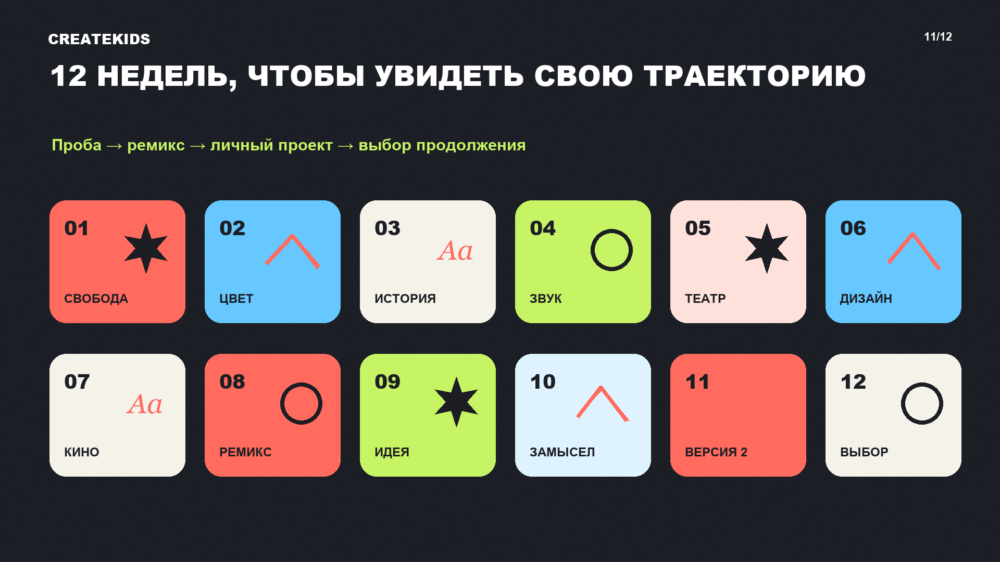 CREATEKIDS
11/12
12 НЕДЕЛЬ, ЧТОБЫ УВИДЕТЬ СВОЮ ТРАЕКТОРИЮ
Проба → ремикс → личный проект → выбор продолжения
01
СВОБОДА
02
ЦВЕТ
03
Aa
ИСТОРИЯ
04
ЗВУК
05
ТЕАТР
06
ДИЗАЙН
07
Aa
КИНО
08
РЕМИКС
09
ИДЕЯ
10
ЗАМЫСЕЛ
11
ВЕРСИЯ 2
12
ВЫБОР